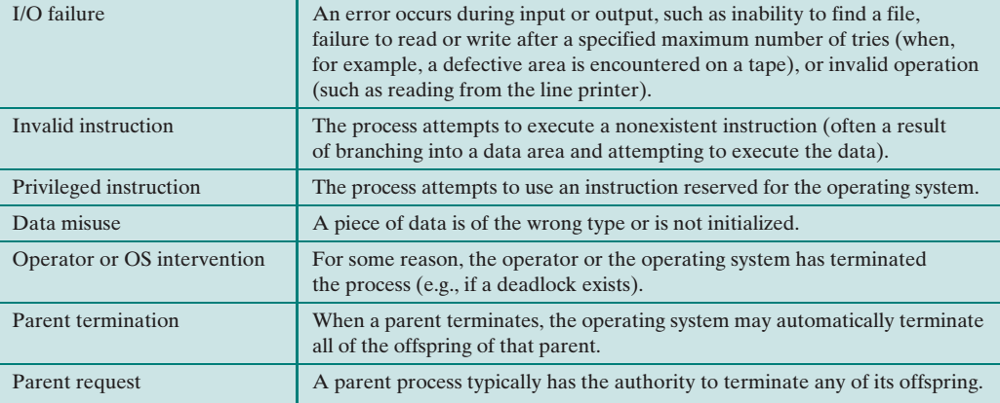 I/O failure
An error occurs during input or output, such as inability to find a file,
failure to read or write after a specified maximum number of tries (when,
for example, a defective area is encountered on a tape), or invalid operation
(such as reading from the line printer).
Invalid instruction
The process attempts to execute a nonexistent instruction (often a result
of branching into a data area and attempting to execute the data).
Privileged instruction
The process attempts to use an instruction reserved for the operating system.
Data misuse
A piece of data is of the wrong type or is not initialized.
Operator or OS intervention
For some reason, the operator or the operating system has terminated
the process (e.g., if a deadlock exists).
Parent termination
When a parent terminates, the operating system may automatically terminate
all of the offspring of that parent.
Parent request
A parent process typically has the authority to terminate any of its offspring.